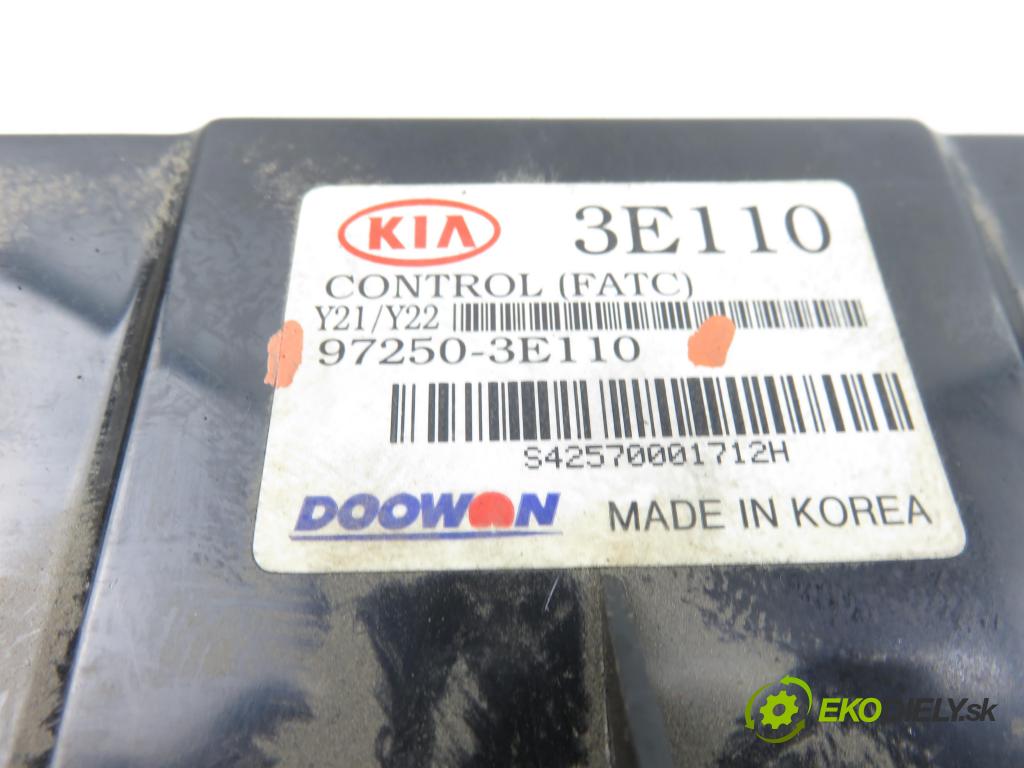 KIA 3E110
CONTROL (FATC)
Y21/Y22
97250-3E110
S42570001712H
DOOWON MADE IN KOREA
EKODIELY.sk